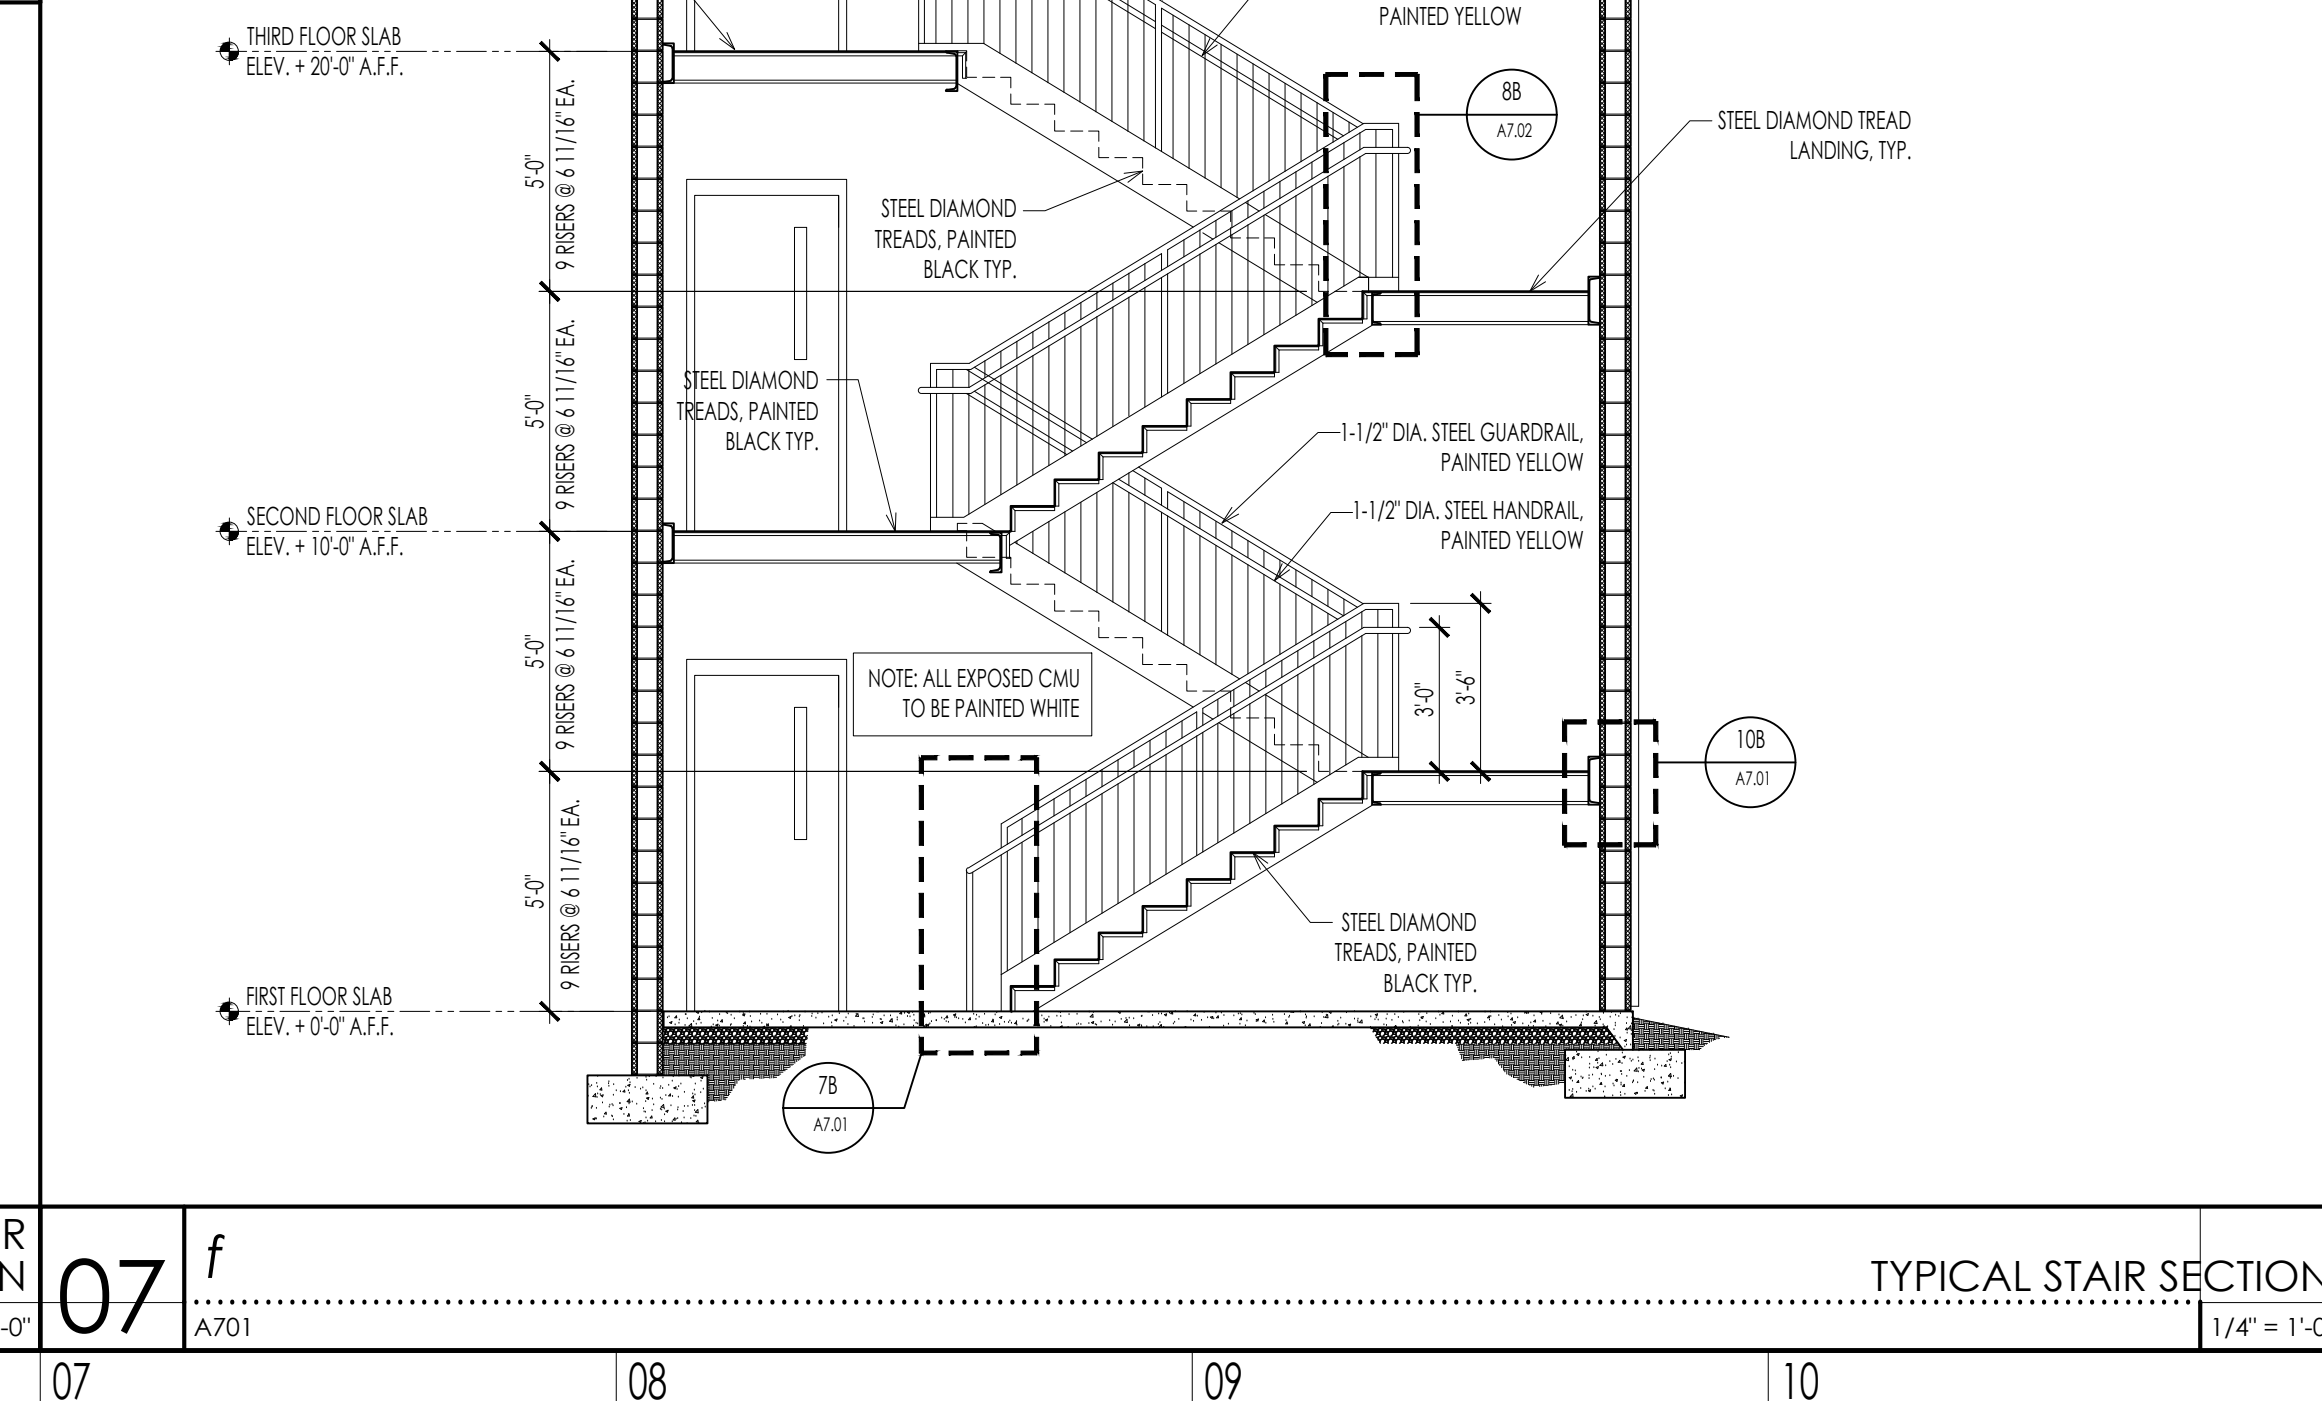 PAINTED YELLOW
THIRD FLOOR SLAB
ELEV. + 20'-0" A.F.F.
8B
A7.02
STEEL DIAMOND TREAD
LANDING, TYP.
5'-0"
9 RISERS @ 6 11/16" EA.
STEEL DIAMOND
TREADS, PAINTED
BLACK TYP.
5'-0"
9 RISERS @ 6 11/16" EA.
STEEL DIAMOND
TREADS, PAINTED
BLACK TYP.
1-1/2" DIA. STEEL GUARDRAIL,
PAINTED YELLOW
1-1/2" DIA. STEEL HANDRAIL,
PAINTED YELLOW
SECOND FLOOR SLAB
ELEV. + 10'-0" A.F.F.
5'-0"
9 RISERS @ 6 11/16" EA.
NOTE: ALL EXPOSED CMU
TO BE PAINTED WHITE
3'-0"
3'-6"
10B
A7.01
5'-0"
9 RISERS @ 6 11/16" EA.
STEEL DIAMOND
TREADS, PAINTED
BLACK TYP.
FIRST FLOOR SLAB
ELEV. + 0'-0" A.F.F.
7B
A7.01
R
N
-0"
07
f
TYPICAL STAIR SECTION
A701
1/4" = 1'-0
07
08
09
10